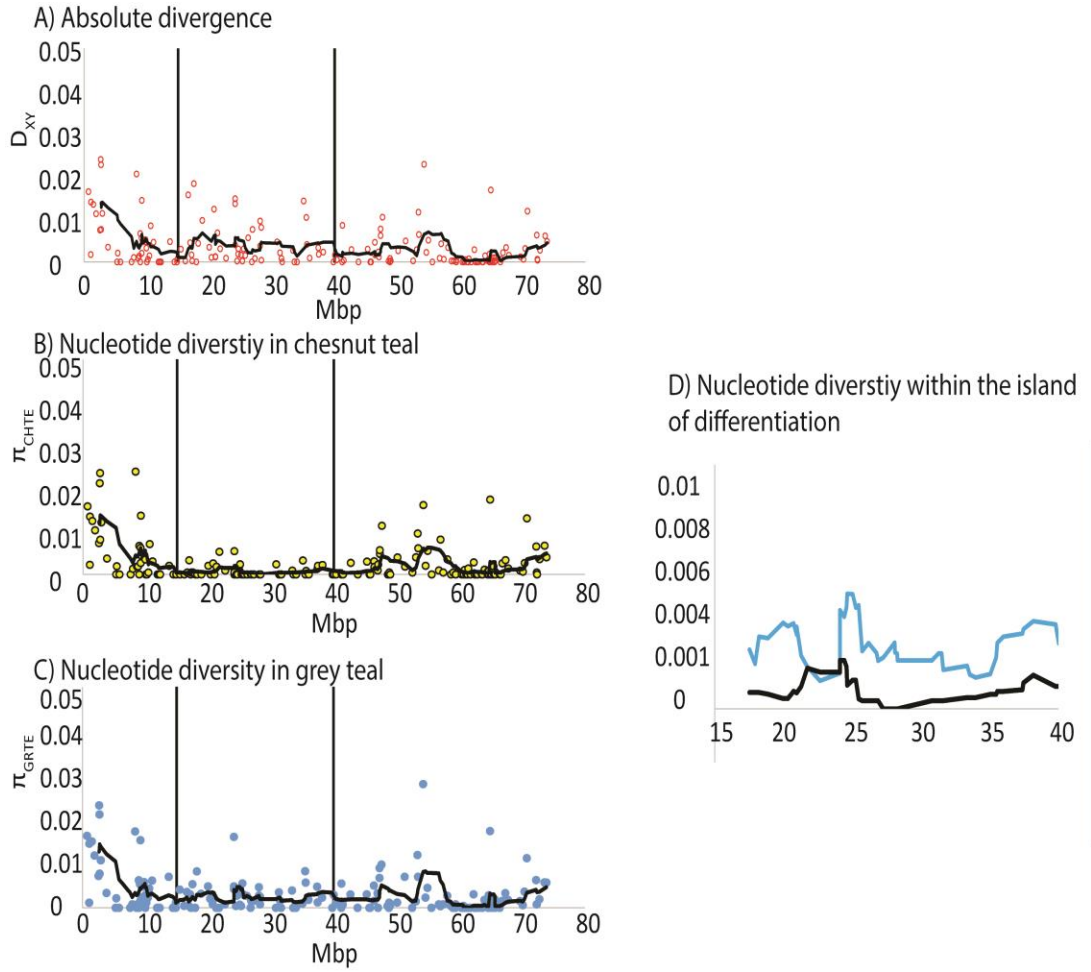 A) Absolute divergence
0.05
0.04
0.03
0.02
0.01
0
D_XY
0 10 20 30 40 50 60 70 80
Mbp
B) Nucleotide diverstiy in chesnut teal
0.05
0.04
0.03
0.02
0.01
0
π_CHTE
0 10 20 30 40 50 60 70 80
Mbp
C) Nucleotide diversity in grey teal
0.05
0.04
0.03
0.02
0.01
0
π_GRTE
0 10 20 30 40 50 60 70 80
Mbp
D) Nucleotide diverstiy within the island
of differentiation
0.01
0.008
0.006
0.004
0.001
0
15 20 25 30 35 40